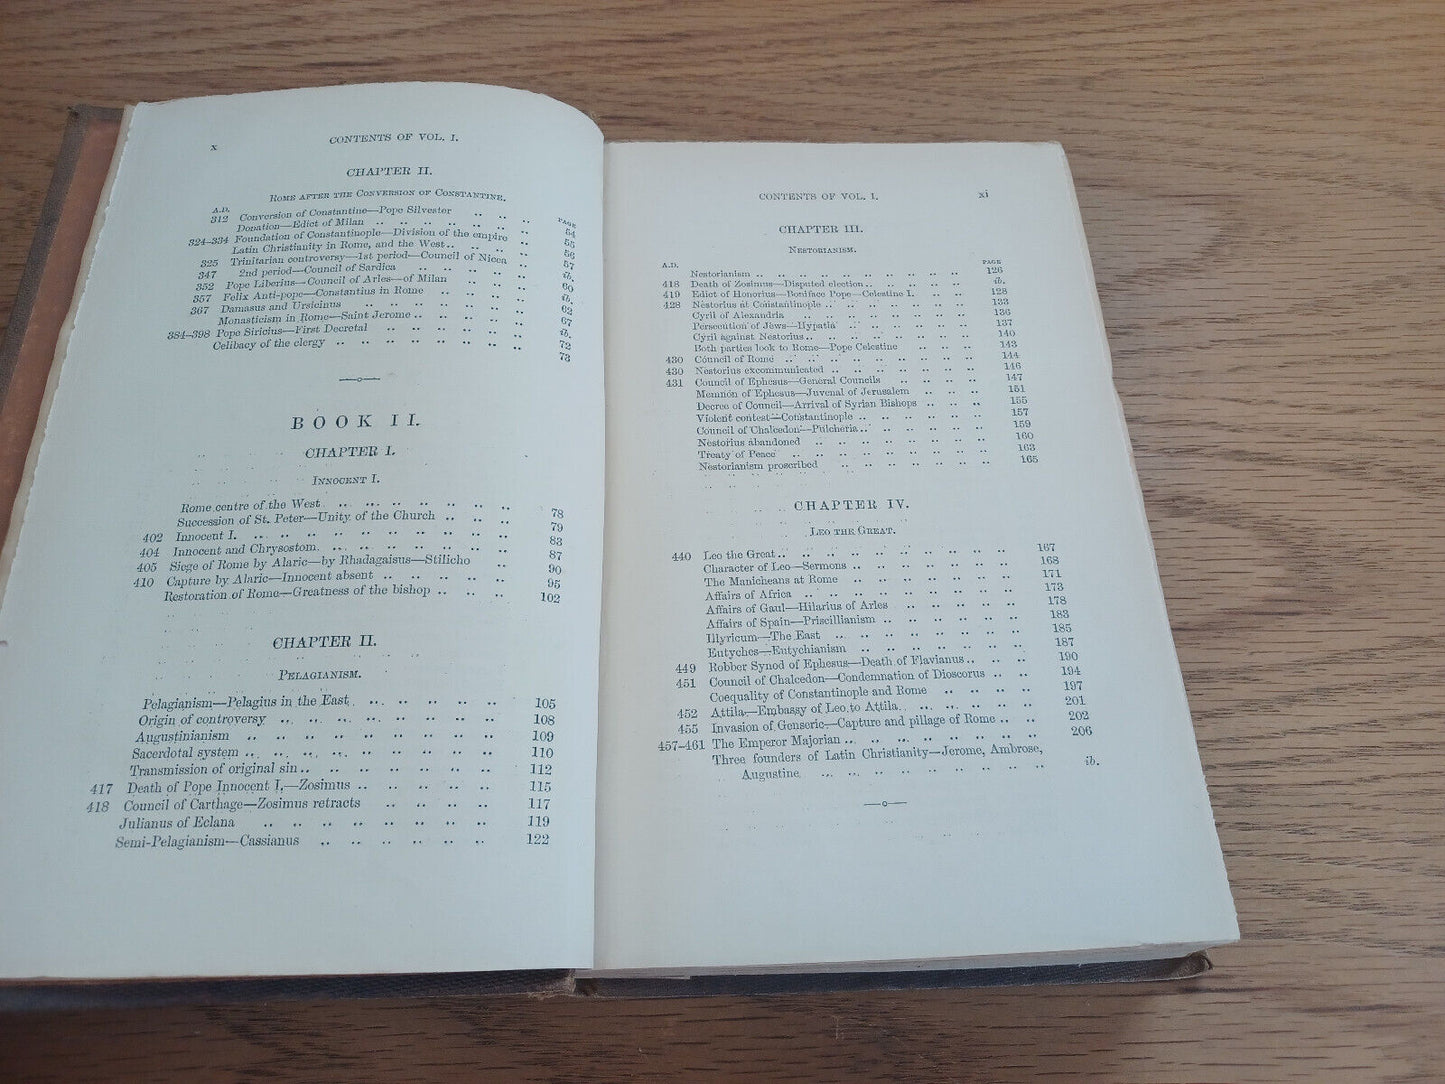 x
CONTENTS OF VOL. I.
CHAPTER II.
ROME AFTER THE CONVERSION OF CONSTANTINE.
A.D. PAGE
312 Conversion of Constantine—Pope Silvester .. .. .. 54
Donation—Edict of Milan .. .. .. .. .. .. .. 55
324–334 Foundation of Constantinople—Division of the empire 56
Latin Christianity in Rome, and the West .. .. .. .. 57
325 Trinitarian controversy—1st period—Council of Nicea ib.
347 2nd period—Council of Sardica .. .. .. .. .. 60
352 Pope Liberius—Council of Arles—of Milan .. .. .. ib.
357 Felix Anti-pope—Constantius in Rome .. .. .. .. 62
367 Damasus and Ursicinus .. .. .. .. .. .. 67
Monasticism in Rome—Saint Jerome .. .. .. .. ib.
384–398 Pope Siricius—First Decretal .. .. .. .. .. 72
Celibacy of the clergy .. .. .. .. .. .. .. 73
BOOK II.
CHAPTER I.
INNOCENT I.
Rome centre of the West .. .. .. .. .. .. .. 78
Succession of St. Peter—Unity of the Church .. .. .. 79
402 Innocent I. .. .. .. .. .. .. .. .. .. .. 83
404 Innocent and Chrysostom .. .. .. .. .. .. .. 87
405 Siege of Rome by Alaric—by Rhadagaisus—Stilicho .. 90
410 Capture by Alaric—Innocent absent .. .. .. .. .. 95
Restoration of Rome—Greatness of the bishop .. .. .. 102
CHAPTER II.
PELAGIANISM.
Pelagianism—Pelagius in the East .. .. .. .. .. 105
Origin of controversy .. .. .. .. .. .. .. .. 108
Augustinianism .. .. .. .. .. .. .. .. .. 109
Sacerdotal system .. .. .. .. .. .. .. .. .. 110
Transmission of original sin .. .. .. .. .. .. .. 112
417 Death of Pope Innocent I.—Zosimus .. .. .. .. .. 115
418 Council of Carthage—Zosimus retracts .. .. .. .. 117
Julianus of Eclana .. .. .. .. .. .. .. .. 119
Semi-Pelagianism—Cassianus .. .. .. .. .. .. 122
CONTENTS OF VOL. I.
xi
CHAPTER III.
NESTORIANISM.
A.D. PAGE
Nestorianism .. .. .. .. .. .. .. .. .. .. 126
418 Death of Zosimus—Disputed election .. .. .. .. .. ib.
419 Edict of Honorius—Boniface Pope—Celestine I. .. .. 128
428 Nestorius at Constantinople .. .. .. .. .. .. .. 133
Cyril of Alexandria .. .. .. .. .. .. .. .. 136
Persecution of Jews—Hypatia .. .. .. .. .. .. 137
Cyril against Nestorius .. .. .. .. .. .. .. .. 140
Both parties look to Rome—Pope Celestine .. .. .. 143
430 Council of Rome .. .. .. .. .. .. .. .. .. 144
430 Nestorius excommunicated .. .. .. .. .. .. .. 146
431 Council of Ephesus—General Councils .. .. .. .. 147
Memnon of Ephesus—Juvenal of Jerusalem .. .. .. 151
Decree of Council—Arrival of Syrian Bishops .. .. .. 155
Violent contest—Constantinople .. .. .. .. .. .. 157
Council of Chalcedon—Pulcheria .. .. .. .. .. .. 159
Nestorius abandoned .. .. .. .. .. .. .. .. 160
Treaty of Peace .. .. .. .. .. .. .. .. .. 163
Nestorianism proscribed .. .. .. .. .. .. .. 165
CHAPTER IV.
LEO THE GREAT.
440 Leo the Great .. .. .. .. .. .. .. .. .. .. 167
Character of Leo—Sermons .. .. .. .. .. .. .. 168
The Manicheans at Rome .. .. .. .. .. .. .. 171
Affairs of Africa .. .. .. .. .. .. .. .. .. 173
Affairs of Gaul—Hilarius of Arles .. .. .. .. .. 178
Affairs of Spain—Priscillianism .. .. .. .. .. .. 183
Illyricum—The East .. .. .. .. .. .. .. .. 185
Eutyches—Eutychianism .. .. .. .. .. .. .. 187
449 Robber Synod of Ephesus—Death of Flavianus .. .. .. 190
451 Council of Chalcedon—Condemnation of Dioscorus .. .. 194
Coequality of Constantinople and Rome .. .. .. .. 197
452 Attila—Embassy of Leo to Attila .. .. .. .. .. 201
455 Invasion of Genseric—Capture and pillage of Rome .. .. 202
457–461 The Emperor Majorian .. .. .. .. .. .. .. .. 206
Three founders of Latin Christianity—Jerome, Ambrose,
Augustine .. .. .. .. .. .. .. .. .. .. ib.